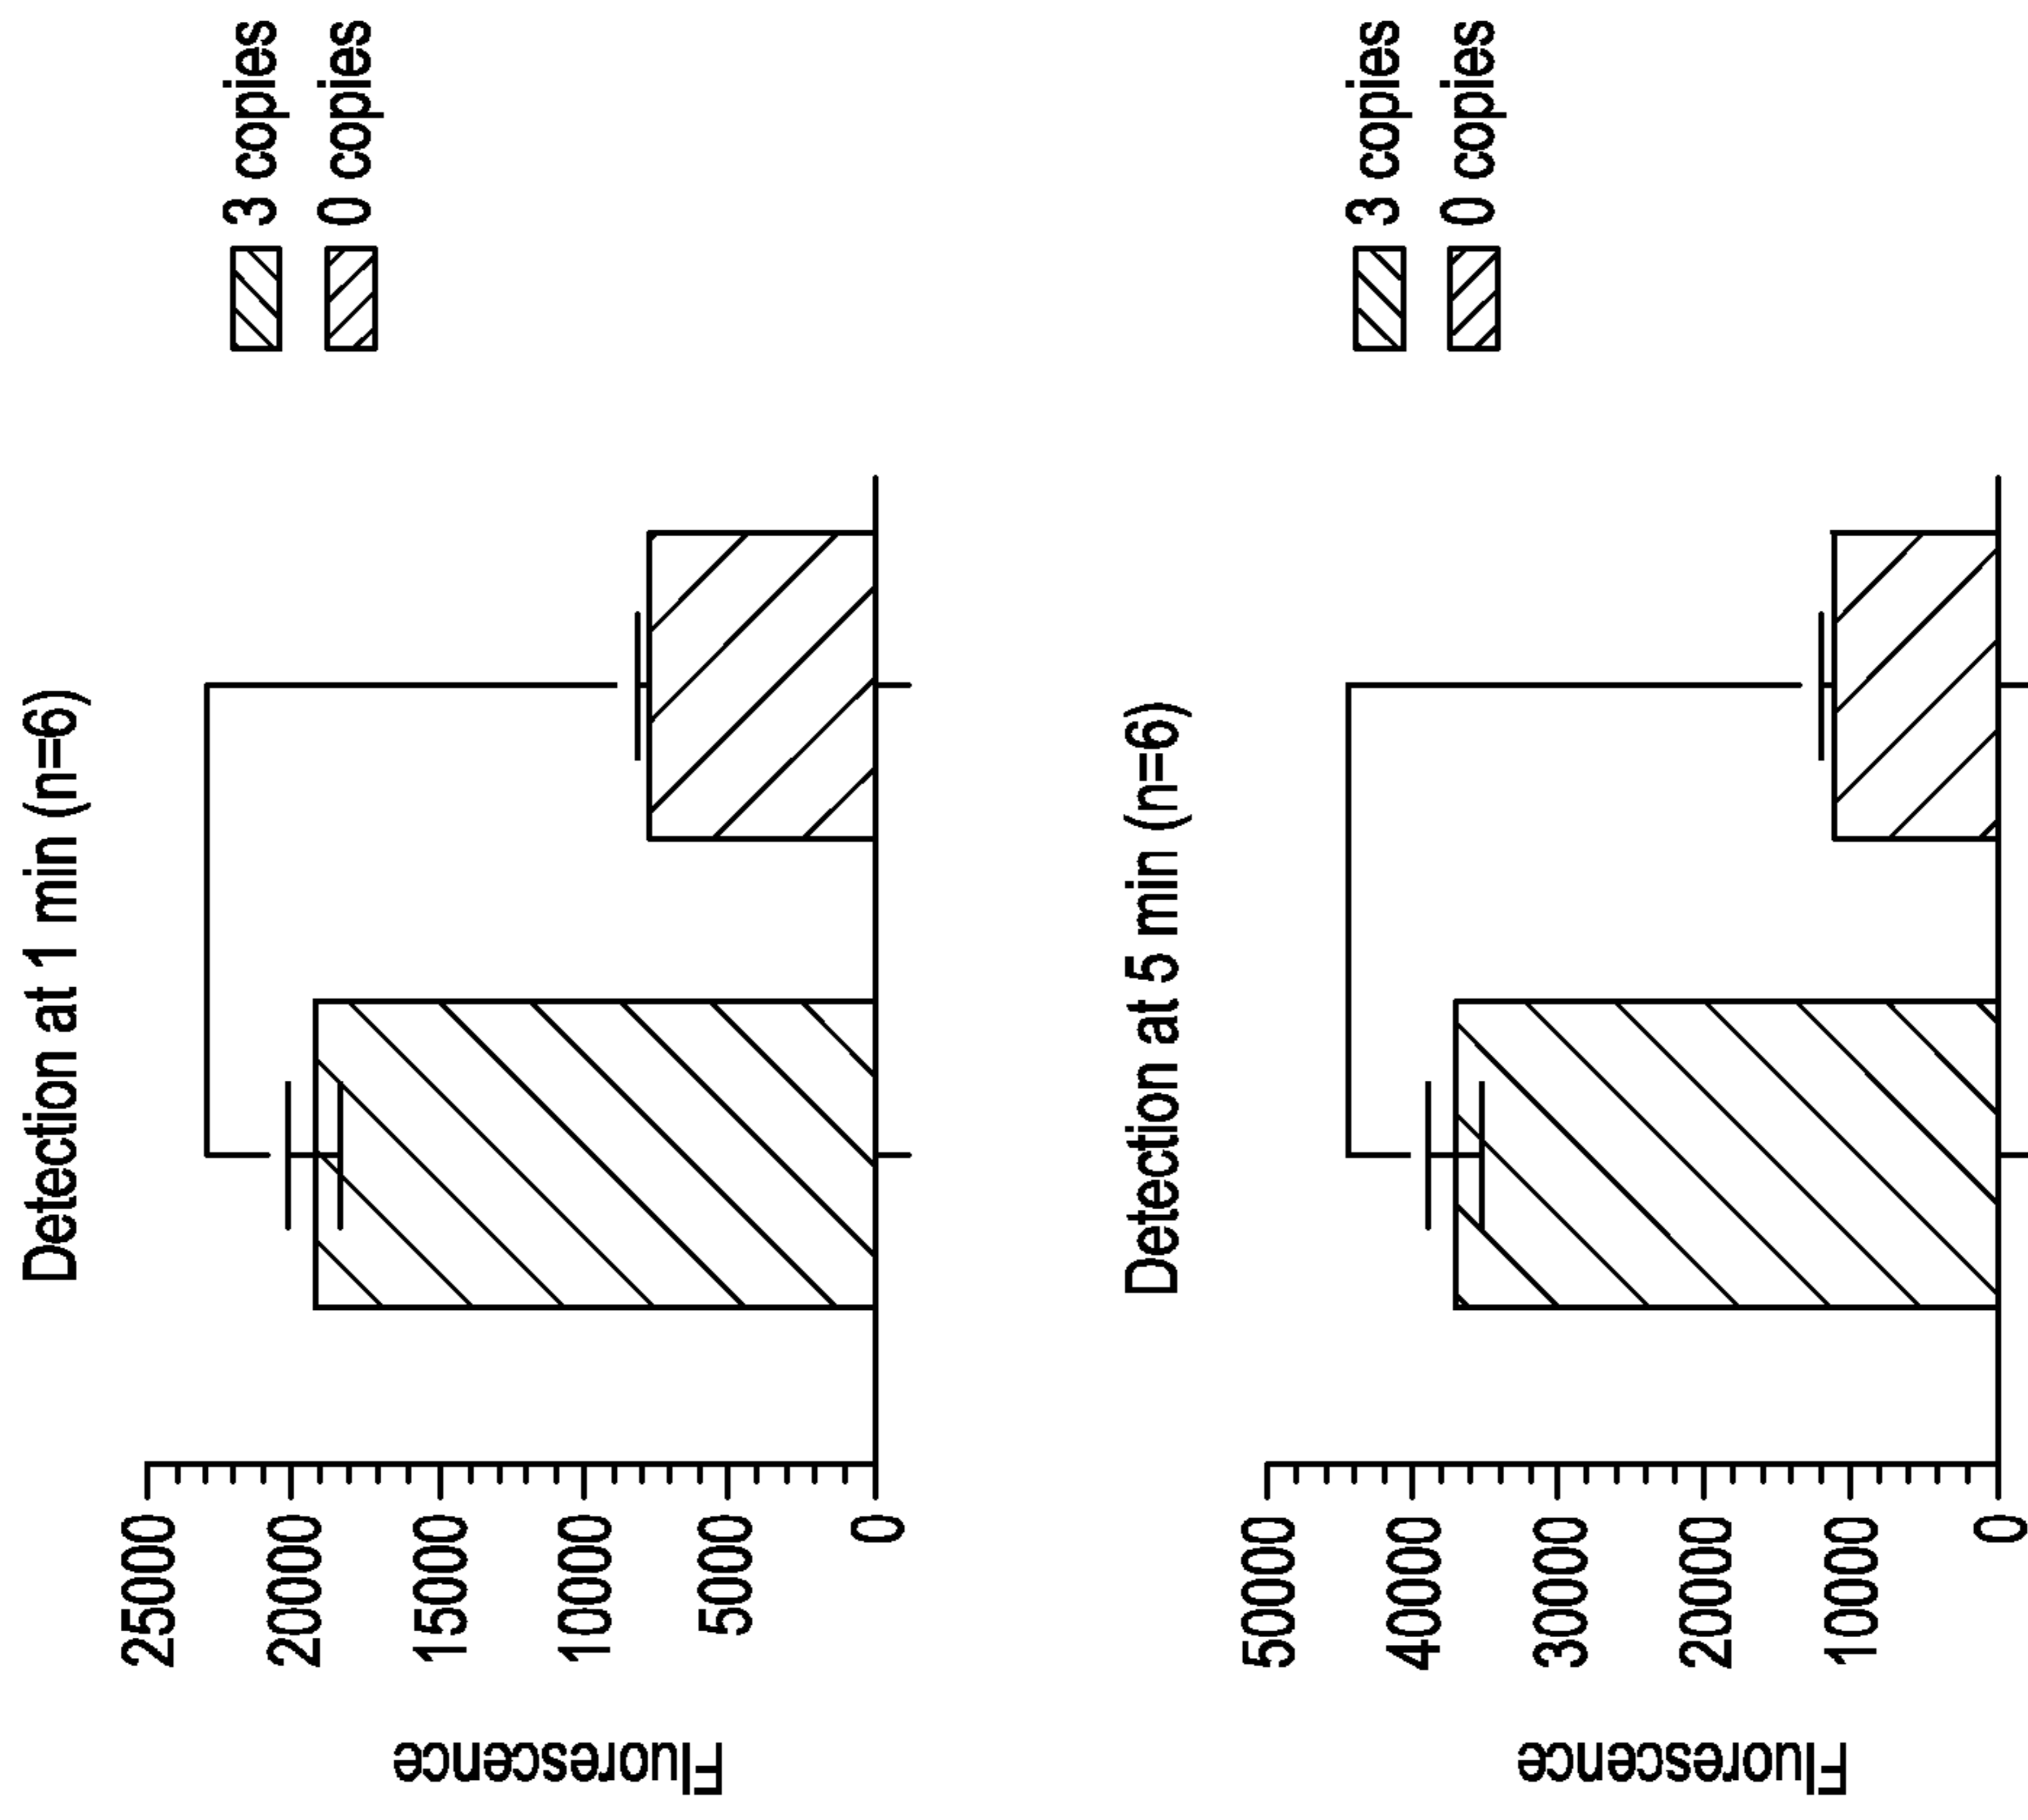 Detection at 1 min (n=6)
3 copies
0 copies
25000
20000
15000
10000
5000
0
Fluorescence
Detection at 5 min (n=6)
3 copies
0 copies
50000
40000
30000
20000
10000
0
Fluorescence